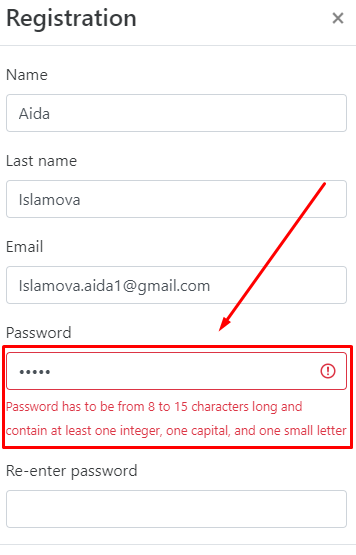 Registration ×
Name
Aida
Last name
Islamova
Email
Islamova.aida1@gmail.com
Password
•••••
Password has to be from 8 to 15 characters long and
contain at least one integer, one capital, and one small letter
Re-enter password